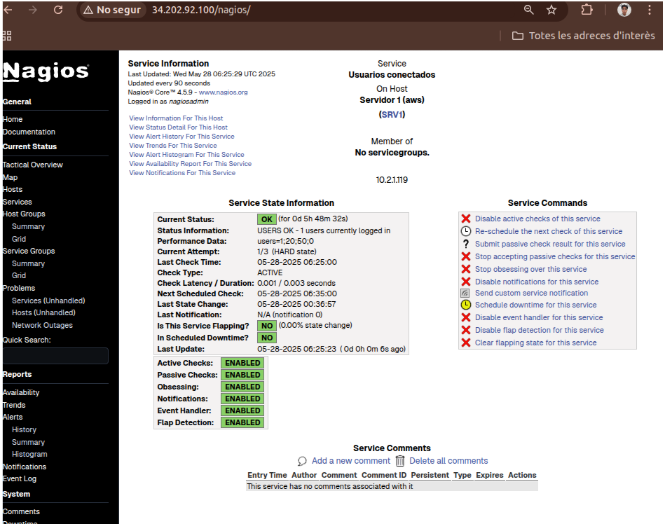 No segur 34.202.92.100/nagios/
Totes les adreces d'interès
Nagios®
General
Home
Documentation
Current Status
Tactical Overview
Map
Hosts
Services
Host Groups
Summary
Grid
Service Groups
Summary
Grid
Problems
Services (Unhandled)
Hosts (Unhandled)
Network Outages
Quick Search:
Reports
Availability
Trends
Alerts
History
Summary
Histogram
Notifications
Event Log
System
Comments
Downtime
Service Information
Last Updated: Wed May 28 06:25:29 UTC 2025
Updated every 90 seconds
Nagios® Core™ 4.5.9 - www.nagios.org
Logged in as nagiosadmin
View Information For This Host
View Status Detail For This Host
View Alert History For This Service
View Trends For This Service
View Alert Histogram For This Service
View Availability Report For This Service
View Notifications For This Service
Service
Usuarios conectados
On Host
Servidor 1 (aws)
(SRV1)
Member of
No servicegroups.
10.2.1.119
Service State Information
Current Status: OK (for 0d 5h 48m 32s)
Status Information: USERS OK - 1 users currently logged in
Performance Data: users=1;20;50;0
Current Attempt: 1/3 (HARD state)
Last Check Time: 05-28-2025 06:25:00
Check Type: ACTIVE
Check Latency / Duration: 0.001 / 0.003 seconds
Next Scheduled Check: 05-28-2025 06:35:00
Last State Change: 05-28-2025 00:36:57
Last Notification: N/A (notification 0)
Is This Service Flapping? NO (0.00% state change)
In Scheduled Downtime? NO
Last Update: 05-28-2025 06:25:23 ( 0d 0h 0m 6s ago)
Active Checks: ENABLED
Passive Checks: ENABLED
Obsessing: ENABLED
Notifications: ENABLED
Event Handler: ENABLED
Flap Detection: ENABLED
Service Commands
Disable active checks of this service
Re-schedule the next check of this service
? Submit passive check result for this service
Stop accepting passive checks for this service
Stop obsessing over this service
Disable notifications for this service
Send custom service notification
Schedule downtime for this service
Disable event handler for this service
Disable flap detection for this service
Clear flapping state for this service
Service Comments
Add a new comment Delete all comments
Entry Time Author Comment Comment ID Persistent Type Expires Actions
This service has no comments associated with it